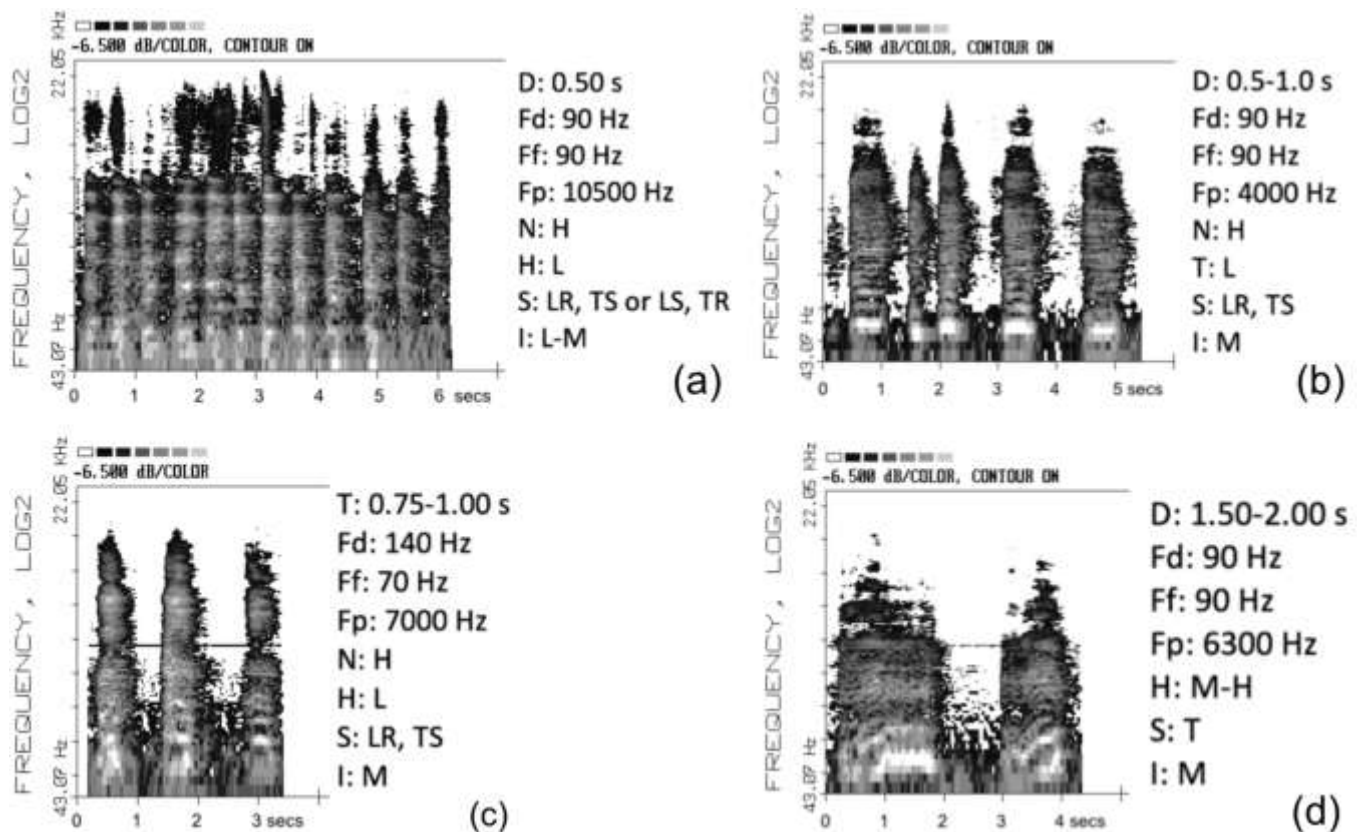 -6.500 dB/COLOR, CONTOUR ON
FREQUENCY, LOG2
22.05 KHz
43.07 Hz
0 1 2 3 4 5 6 secs
D: 0.50 s
Fd: 90 Hz
Ff: 90 Hz
Fp: 10500 Hz
N: H
H: L
S: LR, TS or LS, TR
I: L-M
(a)
-6.500 dB/COLOR, CONTOUR ON
FREQUENCY, LOG2
22.05 KHz
43.07 Hz
0 1 2 3 4 5 secs
D: 0.5-1.0 s
Fd: 90 Hz
Ff: 90 Hz
Fp: 4000 Hz
N: H
T: L
S: LR, TS
I: M
(b)
-6.500 dB/COLOR
FREQUENCY, LOG2
22.05 KHz
43.07 Hz
0 1 2 3 secs
T: 0.75-1.00 s
Fd: 140 Hz
Ff: 70 Hz
Fp: 7000 Hz
N: H
H: L
S: LR, TS
I: M
(c)
-6.500 dB/COLOR, CONTOUR ON
FREQUENCY, LOG2
22.05 KHz
43.07 Hz
0 1 2 3 4 secs
D: 1.50-2.00 s
Fd: 90 Hz
Ff: 90 Hz
Fp: 6300 Hz
H: M-H
S: T
I: M
(d)